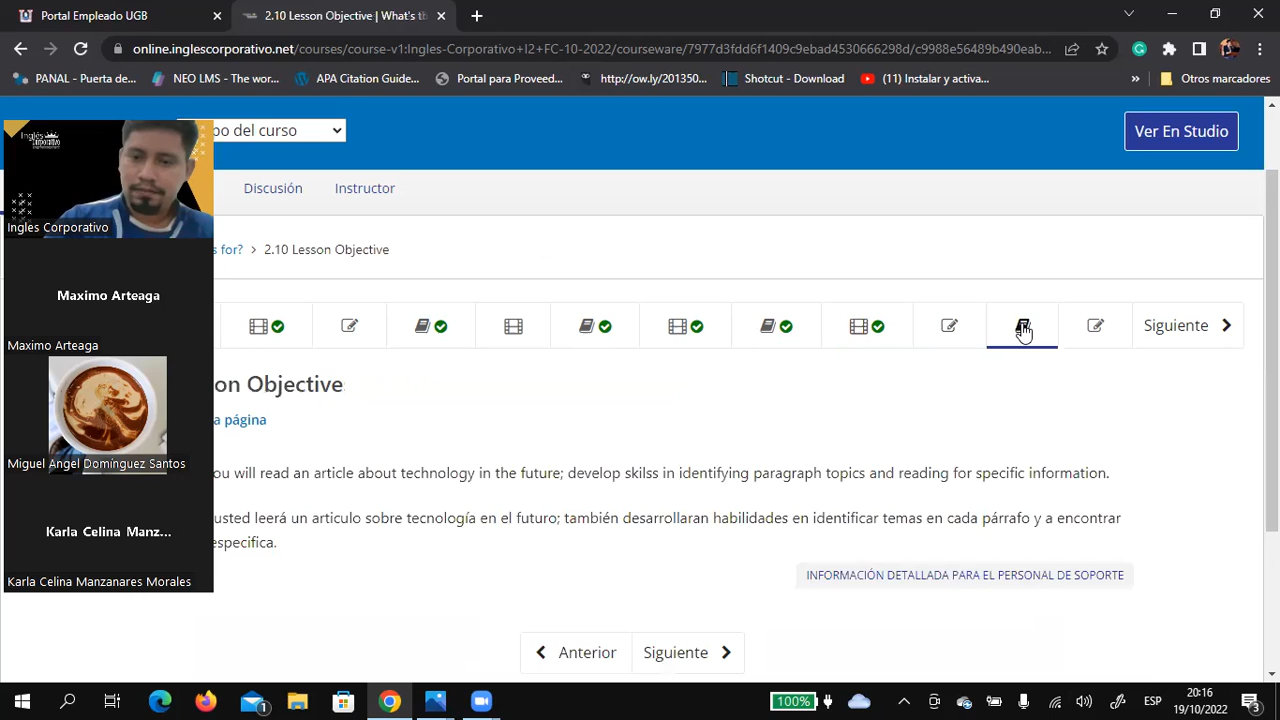 Portal Empleado UGB
2.10 Lesson Objective | What's th
online.inglescorporativo.net/courses/course-v1:Ingles-Corporativo+I2+FC-10-2022/courseware/7977d3fdd6f1409c9ebad4530666298d/c9988e56489b490eab...
PANAL - Puerta de... NEO LMS - The wor... APA Citation Guide... Portal para Proveed... http://ow.ly/201350... Shotcut - Download (11) Instalar y activa... » Otros marcadores
po del curso
Ver En Studio
Inglés
Corporativo
Discusión Instructor
Ingles Corporativo
s for? > 2.10 Lesson Objective
Maximo Arteaga
Maximo Arteaga
Siguiente
on Objective
a página
Miguel Angel Domínguez Santos
ou will read an article about technology in the future; develop skilss in identifying paragraph topics and reading for specific information.
usted leerá un articulo sobre tecnología en el futuro; también desarrollaran habilidades en identificar temas en cada párrafo y a encontrar
especifica.
Karla Celina Manz...
Karla Celina Manzanares Morales
INFORMACIÓN DETALLADA PARA EL PERSONAL DE SOPORTE
Anterior Siguiente
1
100%
ESP
20:16
19/10/2022
3